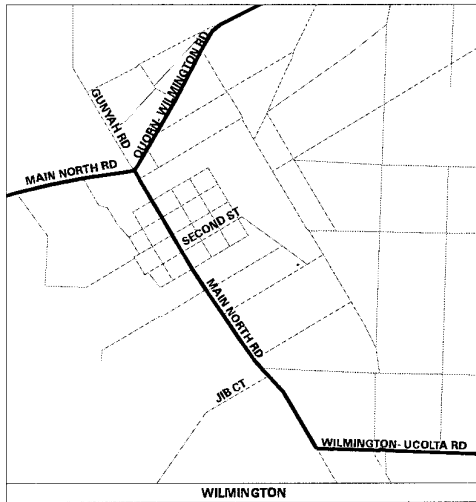 GUNYAH RD
QUORN- WILMINGTON RD
MAIN NORTH RD
SECOND ST
MAIN NORTH RD
JIB CT
WILMINGTON- UCOLTA RD
WILMINGTON